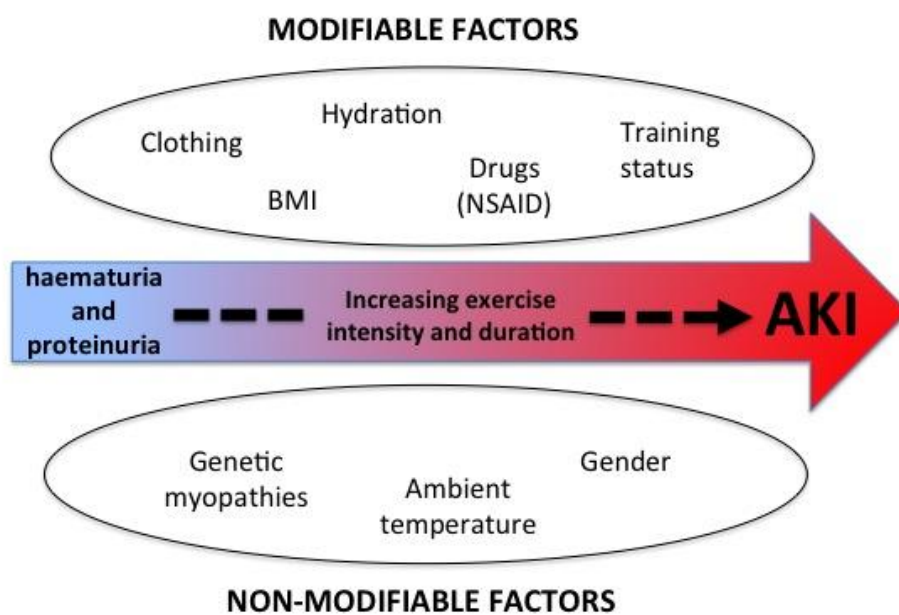 MODIFIABLE FACTORS
Hydration
Clothing
Training
status
Drugs
(NSAID)
BMI
haematuria
and
proteinuria
Increasing exercise
intensity and duration
AKI
Genetic
myopathies
Ambient
temperature
Gender
NON-MODIFIABLE FACTORS